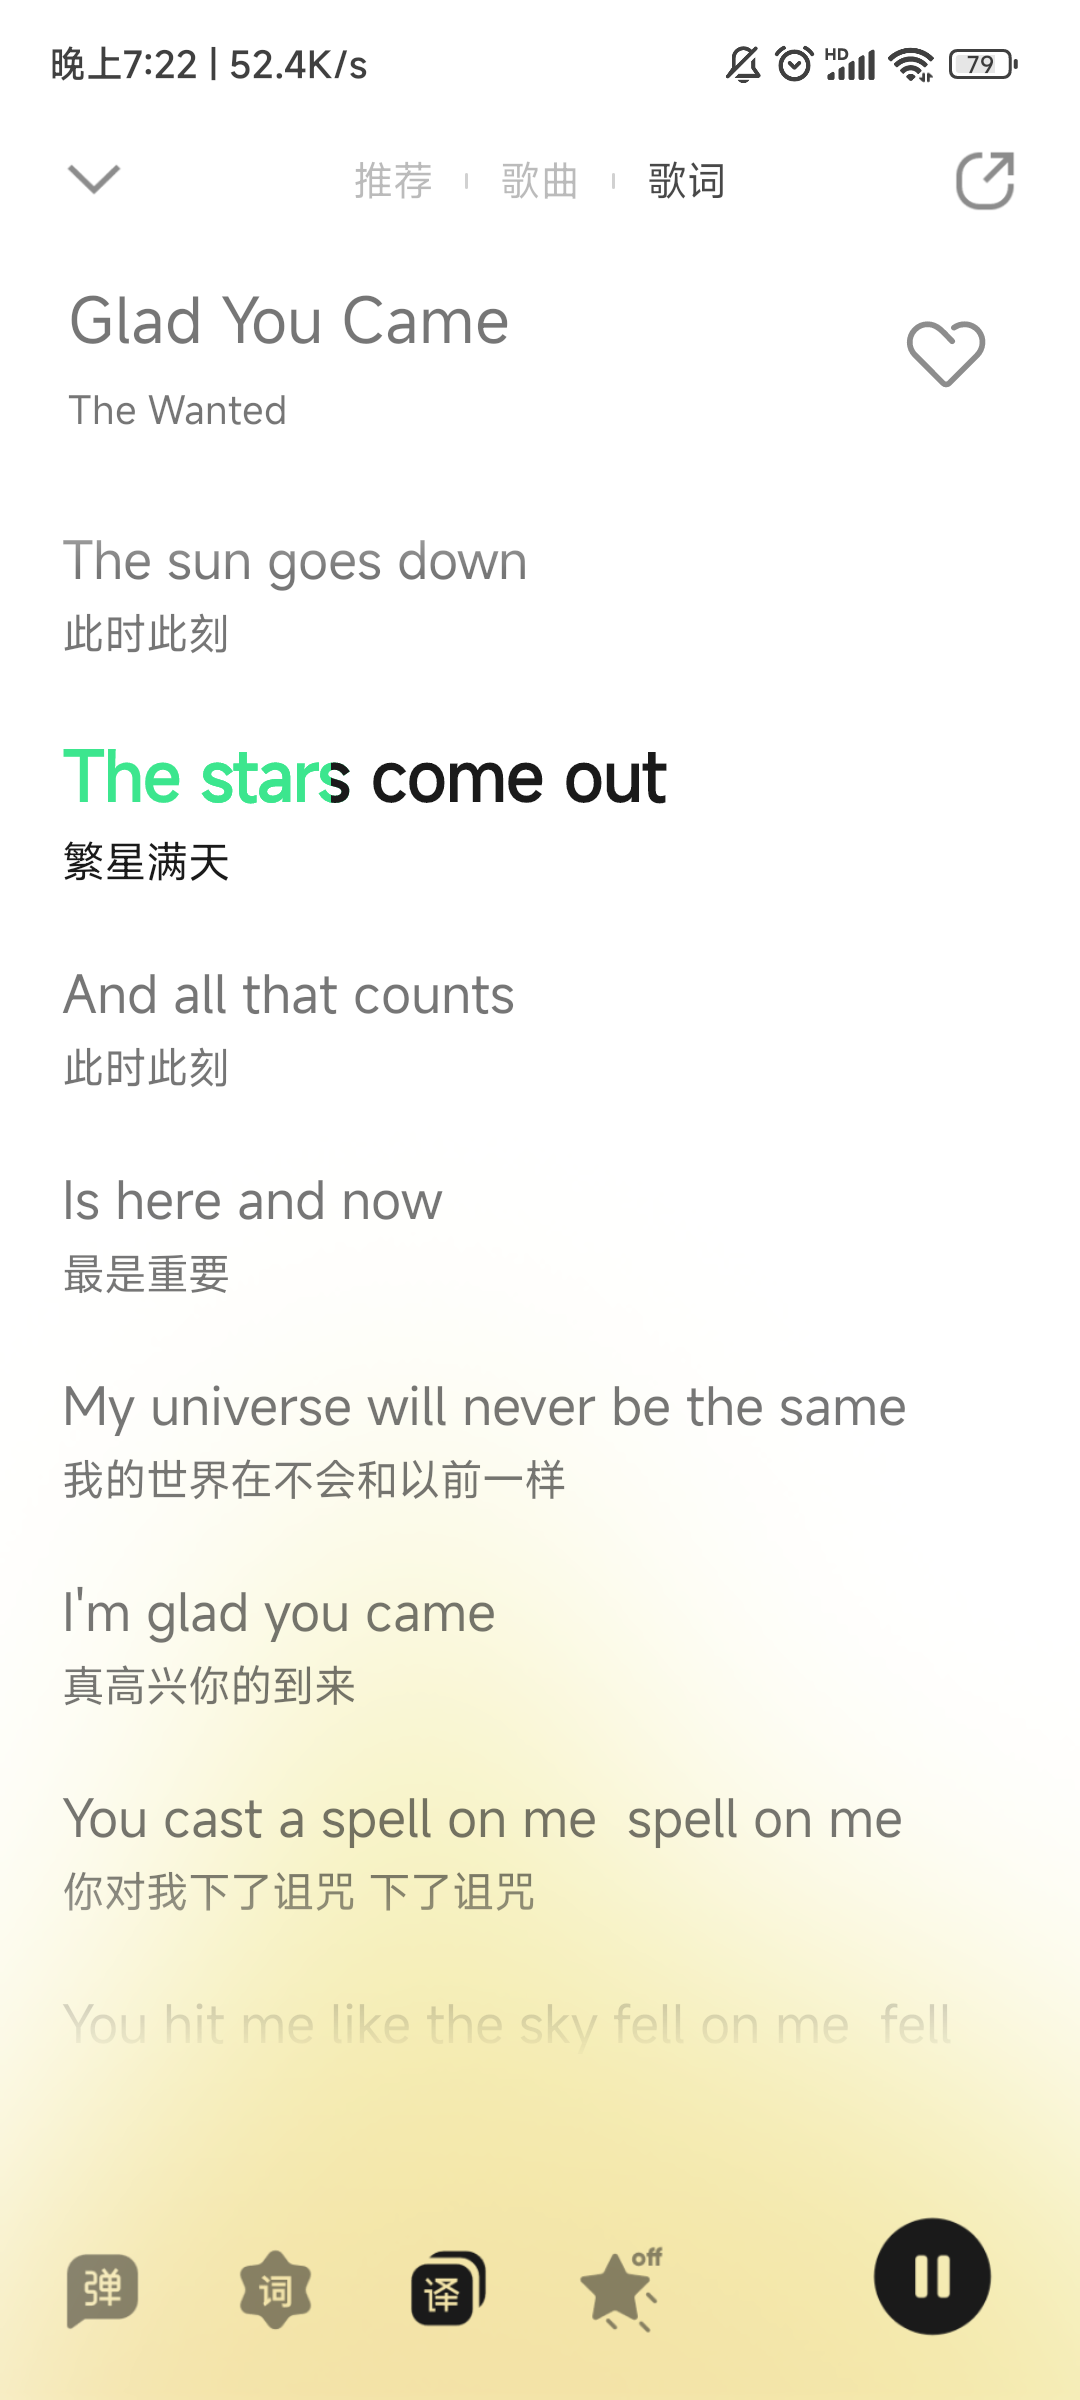 晚上7:22 | 52.4K/s
HD
79
推荐 歌曲 歌词
Glad You Came
The Wanted
The sun goes down
此时此刻
The stars come out
繁星满天
And all that counts
此时此刻
Is here and now
最是重要
My universe will never be the same
我的世界在不会和以前一样
I'm glad you came
真高兴你的到来
You cast a spell on me  spell on me
你对我下了诅咒 下了诅咒
You hit me like the sky fell on me  fell
弹 词 译 off